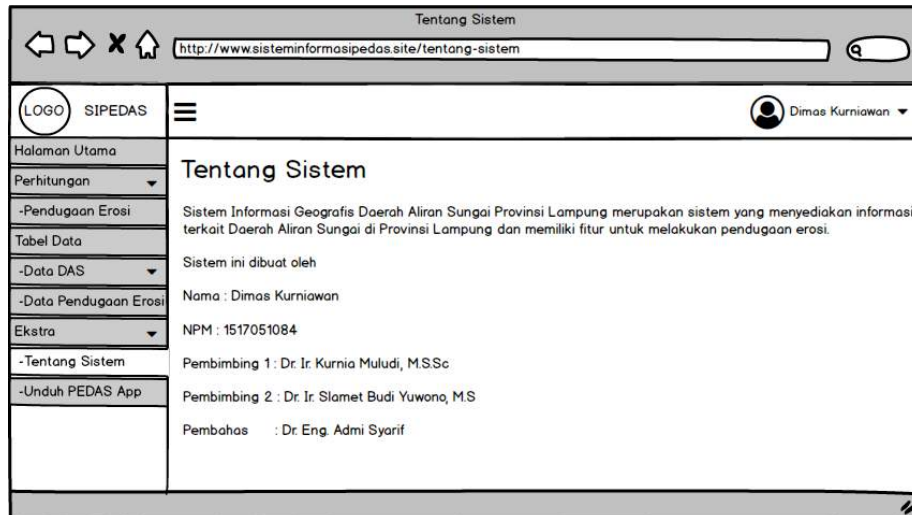 Tentang Sistem
http://www.sisteminformasipedas.site/tentang-sistem
LOGO SIPEDAS
Dimas Kurniawan
Halaman Utama
Perhitungan
-Pendugaan Erosi
Tabel Data
-Data DAS
-Data Pendugaan Erosi
Ekstra
-Tentang Sistem
-Unduh PEDAS App
Tentang Sistem
Sistem Informasi Geografis Daerah Aliran Sungai Provinsi Lampung merupakan sistem yang menyediakan informasi
terkait Daerah Aliran Sungai di Provinsi Lampung dan memiliki fitur untuk melakukan pendugaan erosi.
Sistem ini dibuat oleh
Nama : Dimas Kurniawan
NPM : 1517051084
Pembimbing 1 : Dr. Ir. Kurnia Muludi, M.S.Sc
Pembimbing 2 : Dr. Ir. Slamet Budi Yuwono, M.S
Pembahas : Dr. Eng. Admi Syarif